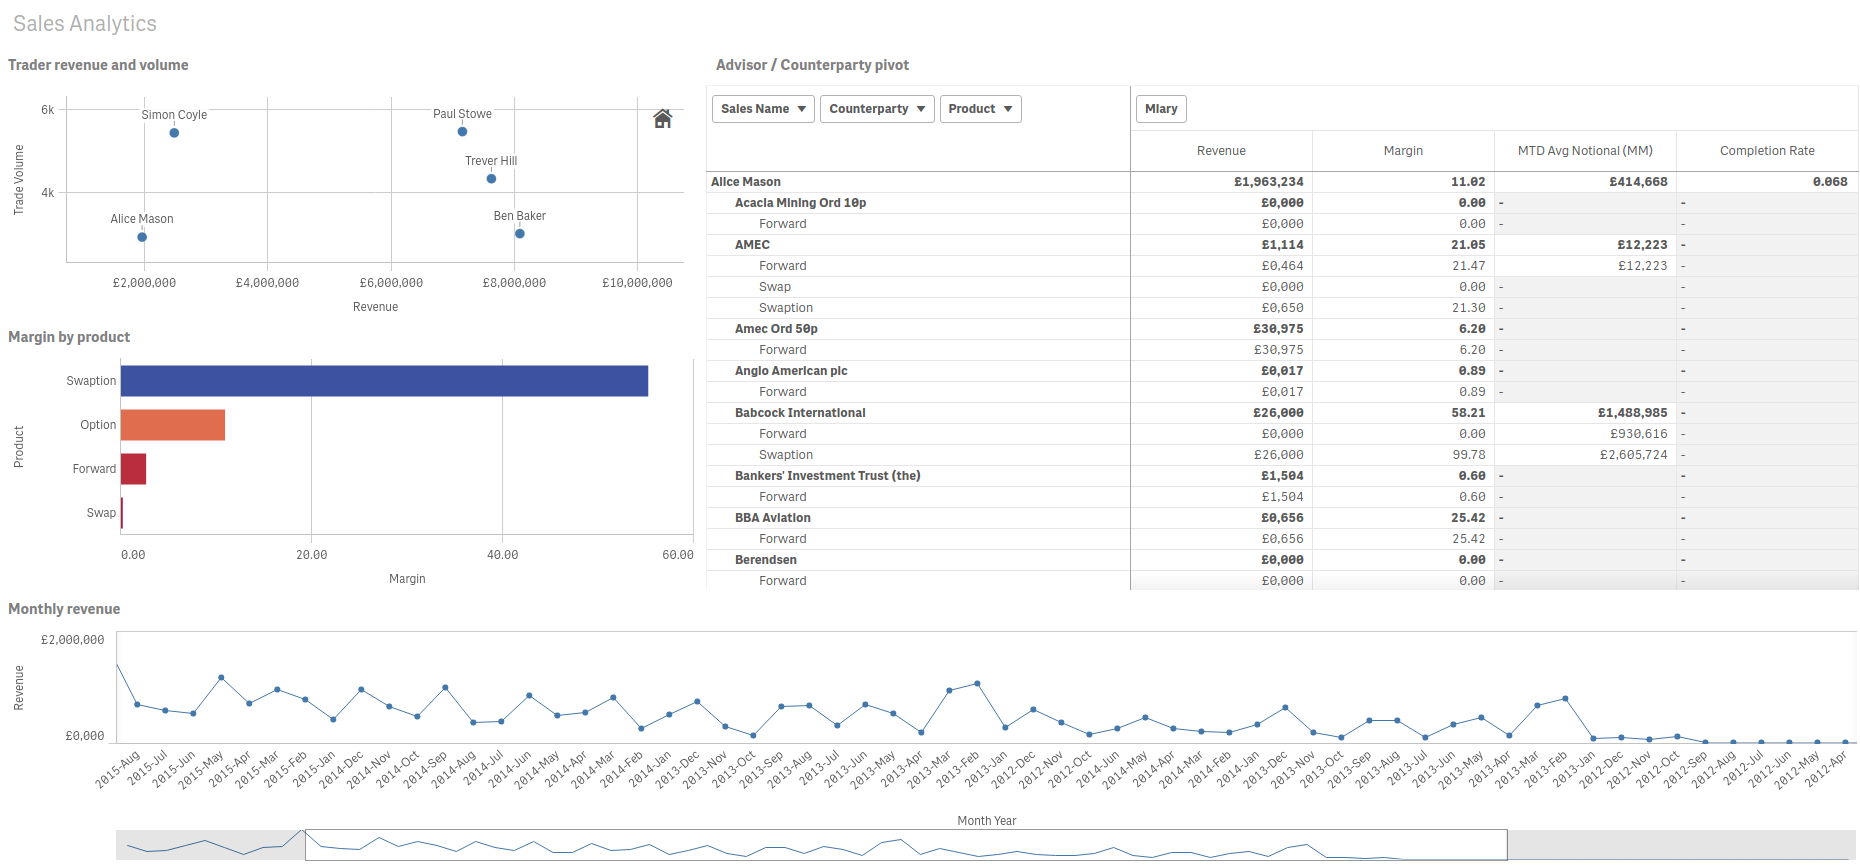 Sales Analytics
Trader revenue and volume
6k
4k
Trade Volume
Simon Coyle
Paul Stowe
Trever Hill
Alice Mason
Ben Baker
£2,000,000 £4,000,000 £6,000,000 £8,000,000 £10,000,000
Revenue
Margin by product
Product
Swaption
Option
Forward
Swap
0.00 20.00 40.00 60.00
Margin
Advisor / Counterparty pivot
Sales Name Counterparty Product MIary
Revenue Margin MTD Avg Notional (MM) Completion Rate
Alice Mason £1,963,234 11.02 £414,668 0.068
Acacia Mining Ord 10p £0,000 0.00 - -
Forward £0,000 0.00 - -
AMEC £1,114 21.05 £12,223 -
Forward £0,464 21.47 £12,223 -
Swap £0,000 0.00 - -
Swaption £0,650 21.30 - -
Amec Ord 50p £30,975 6.20 - -
Forward £30,975 6.20 - -
Anglo American plc £0,017 0.89 - -
Forward £0,017 0.89 - -
Babcock International £26,000 58.21 £1,488,985 -
Forward £0,000 0.00 £930,616 -
Swaption £26,000 99.78 £2,605,724 -
Bankers' Investment Trust (the) £1,504 0.60 - -
Forward £1,504 0.60 - -
BBA Aviation £0,656 25.42 - -
Forward £0,656 25.42 - -
Berendsen £0,000 0.00 - -
Forward £0,000 0.00 - -
Monthly revenue
£2,000,000
Revenue
£0,000
2015-Aug 2015-Jul 2015-Jun 2015-May 2015-Apr 2015-Mar 2015-Feb 2015-Jan 2014-Dec 2014-Nov 2014-Oct 2014-Sep 2014-Aug 2014-Jul 2014-Jun 2014-May 2014-Apr 2014-Mar 2014-Feb 2014-Jan 2013-Dec 2013-Nov 2013-Oct 2013-Sep 2013-Aug 2013-Jul 2013-Jun 2013-May 2013-Apr 2013-Mar 2013-Feb 2013-Jan 2012-Dec 2012-Nov 2012-Oct 2014-Jun 2014-May 2014-Apr 2014-Mar 2014-Feb 2014-Jan 2013-Dec 2013-Nov 2013-Oct 2013-Sep 2013-Aug 2013-Jul 2013-Jun 2013-May 2013-Apr 2013-Mar 2013-Feb 2013-Jan 2012-Dec 2012-Nov 2012-Oct 2012-Sep 2012-Aug 2012-Jul 2012-Jun 2012-May 2012-Apr
Month Year